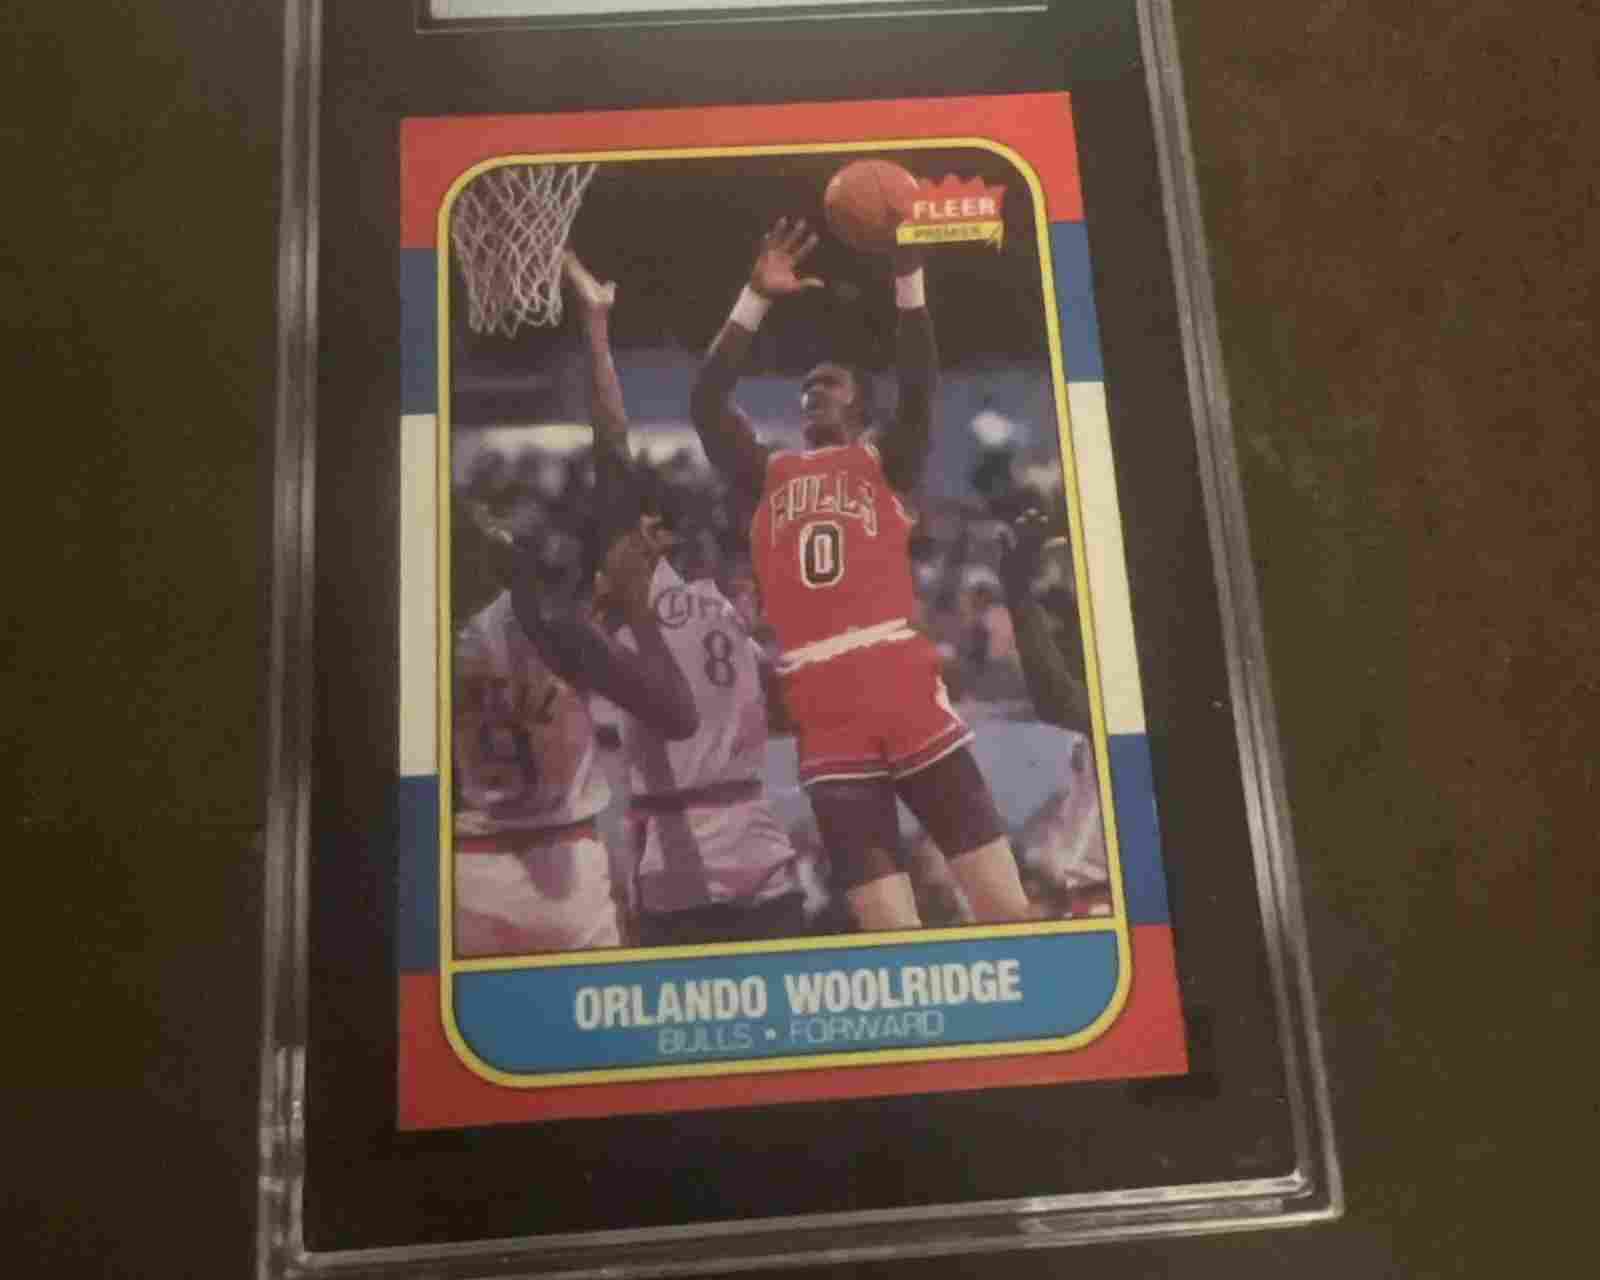 FLEER
PREMIER
BULLS
0
8
ORLANDO WOOLRIDGE
BULLS • FORWARD